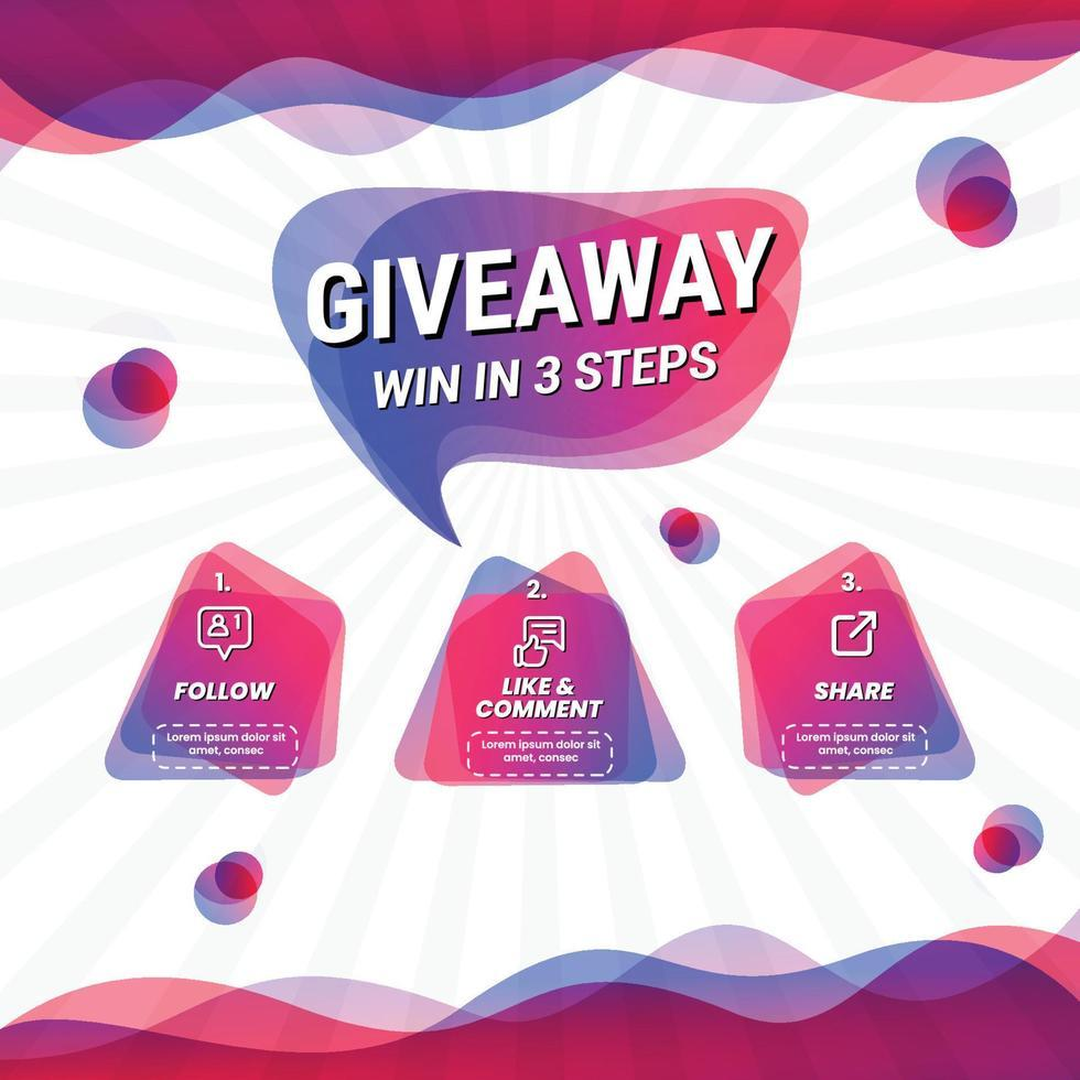 GIVEAWAY
WIN IN 3 STEPS
1.
1
FOLLOW
Lorem ipsum dolor sit
amet, consec
2.
LIKE &
COMMENT
Lorem ipsum dolor sit
amet, consec
3.
SHARE
Lorem ipsum dolor sit
amet, consec